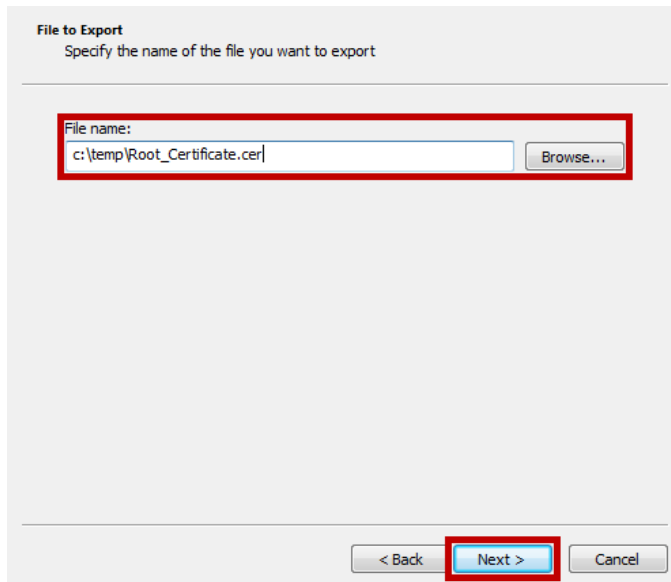 File to Export
Specify the name of the file you want to export
File name:
c:\temp\Root_Certificate.cer
Browse...
< Back
Next >
Cancel